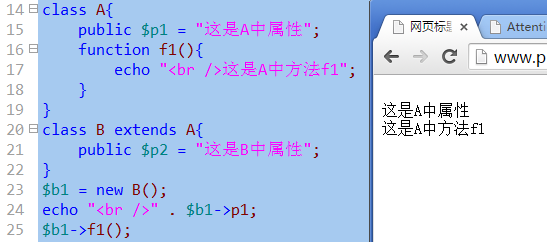 14 class A{
15 public $p1 = "这是A中属性";
16 function f1(){
17 echo "<br />这是A中方法f1";
18 }
19 }
20 class B extends A{
21 public $p2 = "这是B中属性";
22 }
23 $b1 = new B();
24 echo "<br />" . $b1->p1;
25 $b1->f1();
网页标是 Attenti
www.p
这是A中属性
这是A中方法f1